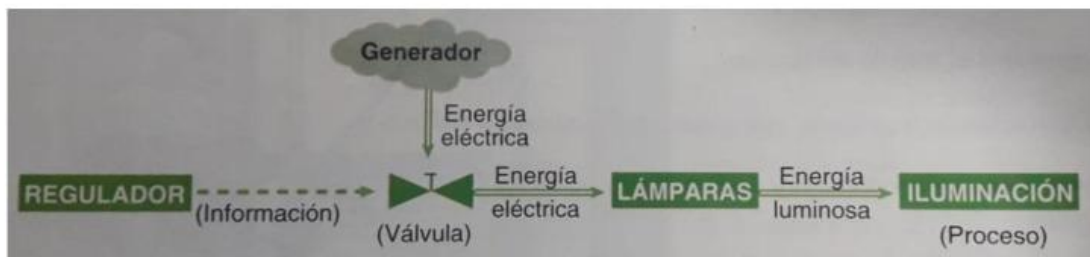 Generador
Energía
eléctrica
REGULADOR
(Información)
T
(Válvula)
Energía
eléctrica
LÁMPARAS
Energía
luminosa
ILUMINACIÓN
(Proceso)